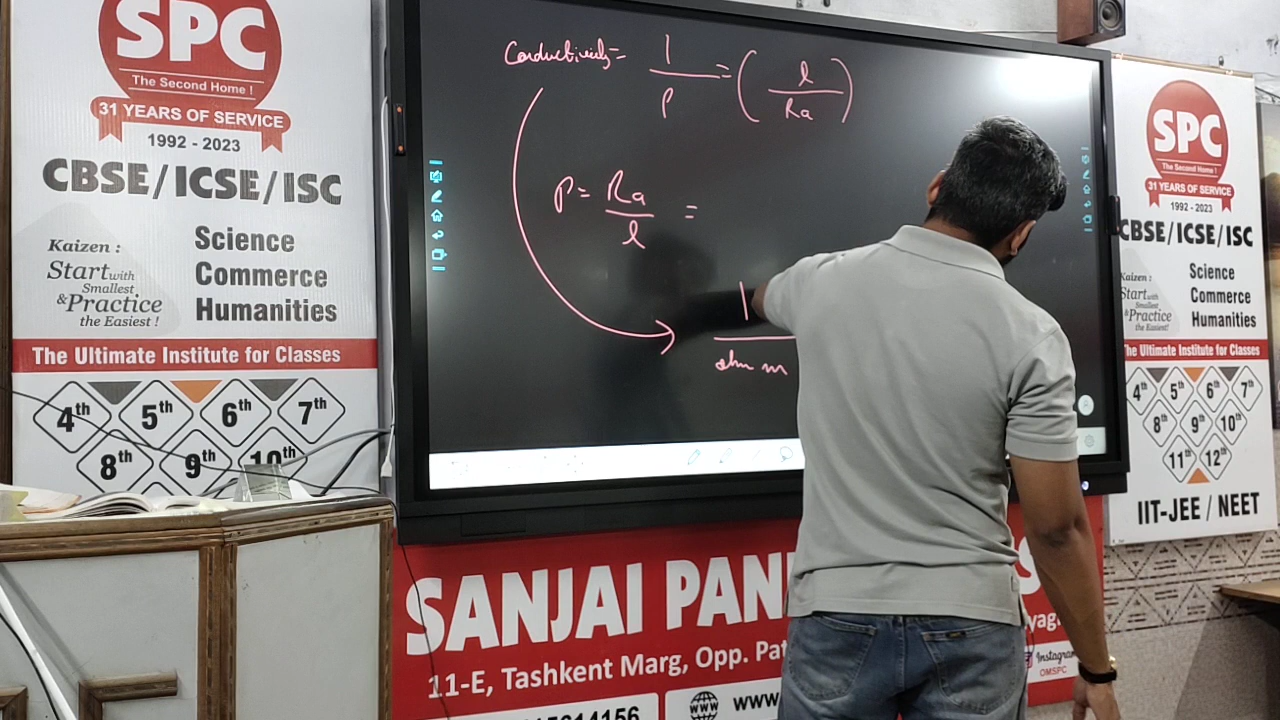 SPC
The Second Home !
31 YEARS OF SERVICE
1992 - 2023
CBSE/ICSE/ISC
Kaizen :
Start with
Smallest
& Practice
the Easiest !
Science
Commerce
Humanities
The Ultimate Institute for Classes
4th 5th 6th 7th
8th 9th 10th
Conductivity = 1/ρ = (l/Ra)
ρ = Ra/l =
1
ohm m
SANJAI PAN
11-E, Tashkent Marg, Opp. Pat
15614156
WWW
S
yag
Instagram
OMSPC
SPC
The Second Home !
31 YEARS OF SERVICE
1992 - 2023
CBSE/ICSE/ISC
Kaizen :
Start with
Smallest
& Practice
the Easiest!
Science
Commerce
Humanities
The Ultimate Institute for Classes
4th 5th 6th 7th
8th 9th 10th
11th 12th
IIT-JEE / NEET